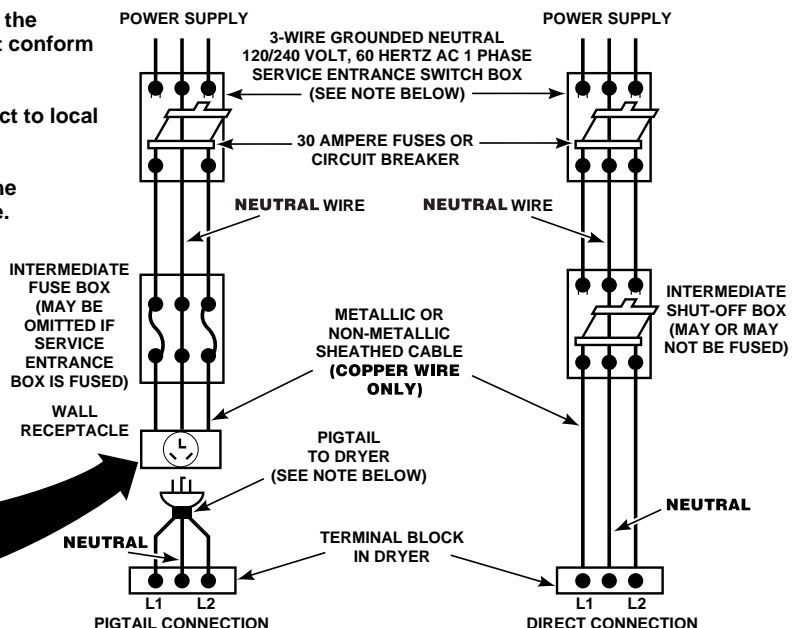 the
t conform
ct to local
ne
e.
POWER SUPPLY
3-WIRE GROUNDED NEUTRAL
120/240 VOLT, 60 HERTZ AC 1 PHASE
SERVICE ENTRANCE SWITCH BOX
(SEE NOTE BELOW)
POWER SUPPLY
30 AMPERE FUSES OR
CIRCUIT BREAKER
NEUTRAL WIRE
NEUTRAL WIRE
INTERMEDIATE
FUSE BOX
(MAY BE
OMITTED IF
SERVICE
ENTRANCE
BOX IS FUSED)
METALLIC OR
NON-METALLIC
SHEATHED CABLE
(COPPER WIRE
ONLY)
INTERMEDIATE
SHUT-OFF BOX
(MAY OR MAY
NOT BE FUSED)
WALL
RECEPTACLE
PIGTAIL
TO DRYER
(SEE NOTE BELOW)
NEUTRAL
NEUTRAL
TERMINAL BLOCK
IN DRYER
L1 L2
PIGTAIL CONNECTION
L1 L2
DIRECT CONNECTION